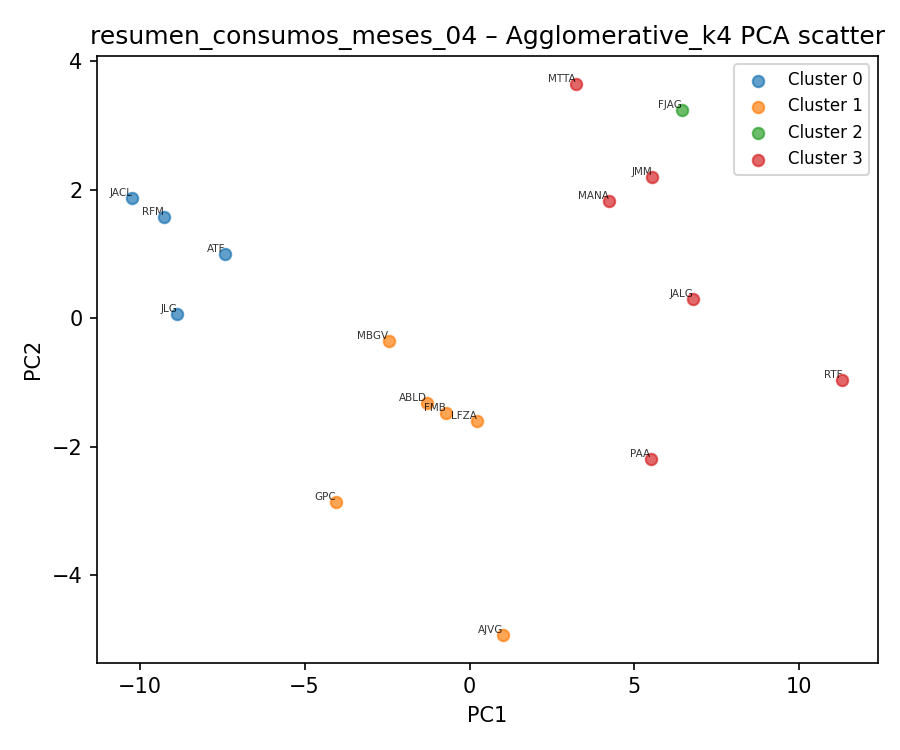 resumen_consumos_meses_04 – Agglomerative_k4 PCA scatter
Cluster 0
Cluster 1
Cluster 2
Cluster 3
MTTA
FJAG
JMM
MANA
JACL
RFM
ATF
JLG
JALG
MBGV
RTF
ABLD
FMB
LFZA
PAA
GPC
AJVG
4
2
0
−2
−4
PC2
−10
−5
0
5
10
PC1